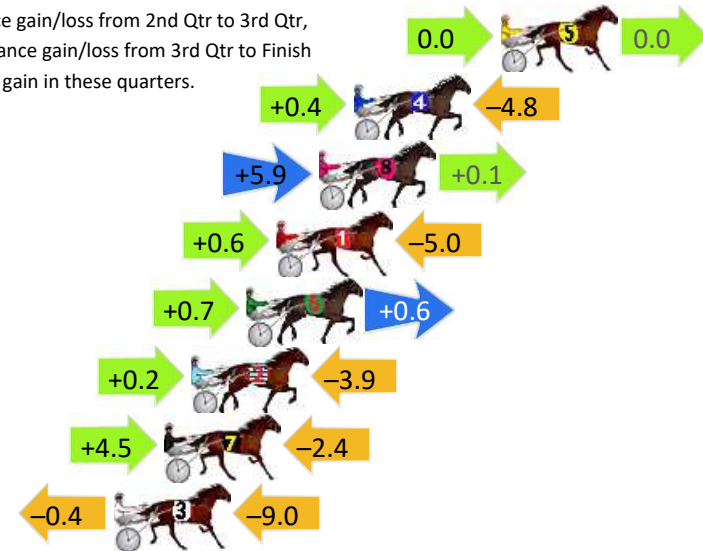 ce gain/loss from 2nd Qtr to 3rd Qtr,
ance gain/loss from 3rd Qtr to Finish
gain in these quarters.
0.0 5 0.0
+0.4 4 –4.8
+5.9 8 +0.1
+0.6 1 –5.0
+0.7 +0.6
+0.2 –3.9
+4.5 7 –2.4
–0.4 3 –9.0